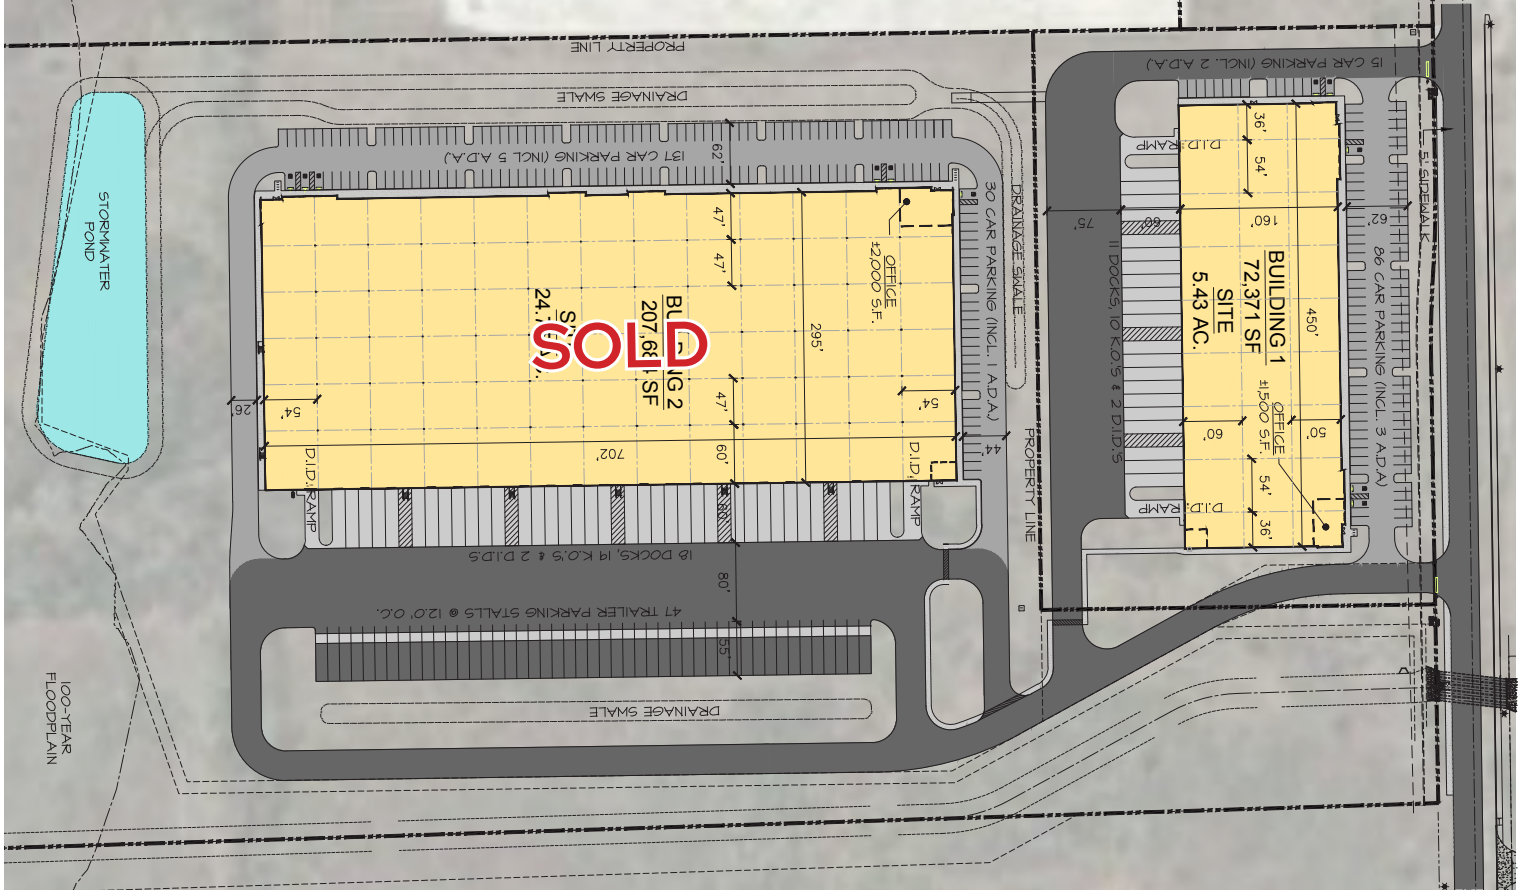 PROPERTY LINE
DRAINAGE SWALE
137 CAR PARKING (INCL 5 A.D.A)
62'
STORMWATER
POND
47'
47'
OFFICE
±2,000 S.F.
295'
SOLD
47'
60'
54'
54'
26'
702'
D.I.D.
RAMP
D.I.D.
RAMP
30 CAR PARKING (INCL. 1 A.D.A.)
44'
DRAINAGE SWALE
PROPERTY LINE
18 DOCKS, 19 K.O.'S & 2 D.I.D.S
80'
47 TRAILER PARKING STALLS @ 12'.0" O.C.
55'
DRAINAGE SWALE
100-YEAR
FLOODPLAIN
15 CAR PARKING (INCL. 2 A.D.A.)
D.I.D. RAMP
36'
54'
75'
60'
160'
62'
SIDEWALK
11 DOCKS, 10 K.O.'S & 2 D.I.D.'S
BUILDING 1
72,371 SF
SITE
5.43 AC.
450'
86 CAR PARKING (INCL. 3 A.D.A)
OFFICE
±1,500 S.F.
60'
50'
54'
36'
D.I.D. RAMP